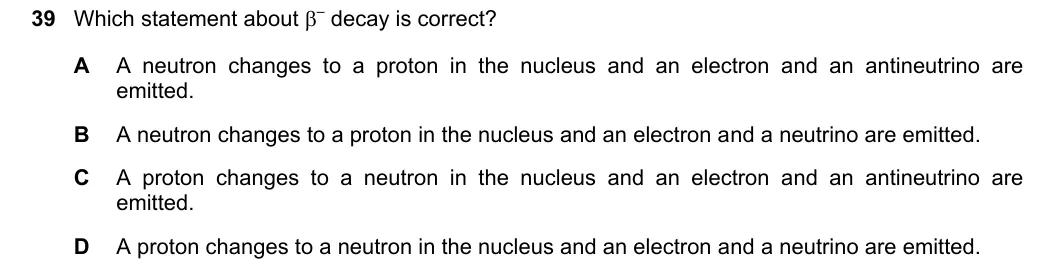 39 Which statement about β⁻ decay is correct?
A A neutron changes to a proton in the nucleus and an electron and an antineutrino are
emitted.
B A neutron changes to a proton in the nucleus and an electron and a neutrino are emitted.
C A proton changes to a neutron in the nucleus and an electron and an antineutrino are
emitted.
D A proton changes to a neutron in the nucleus and an electron and a neutrino are emitted.